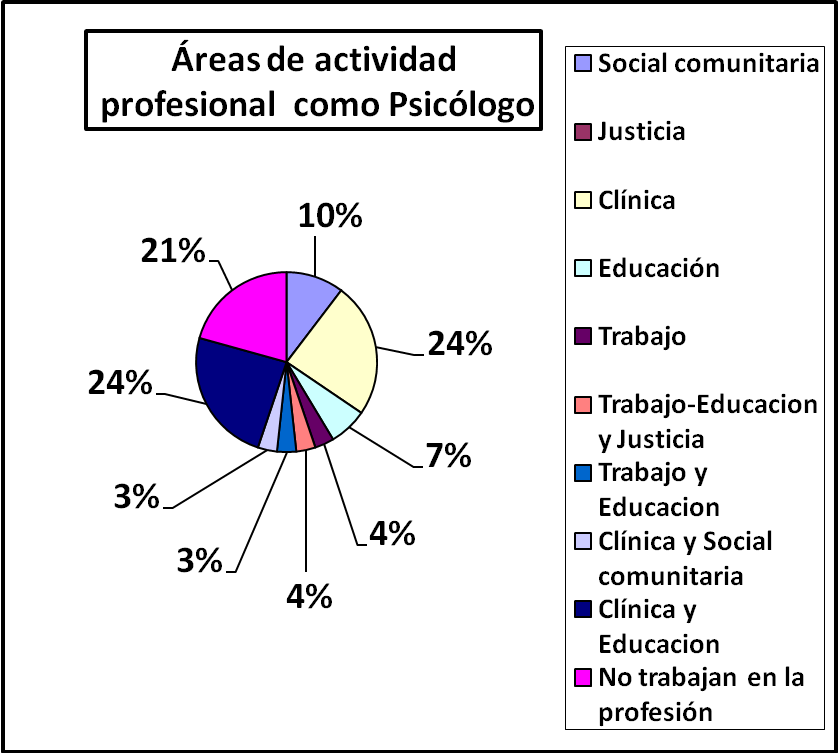 Áreas de actividad
profesional como Psicólogo
10%
24%
7%
4%
4%
3%
3%
24%
21%
Social comunitaria
Justicia
Clínica
Educación
Trabajo
Trabajo-Educacion
y Justicia
Trabajo y
Educacion
Clínica y Social
comunitaria
Clínica y
Educacion
No trabajan en la
profesión